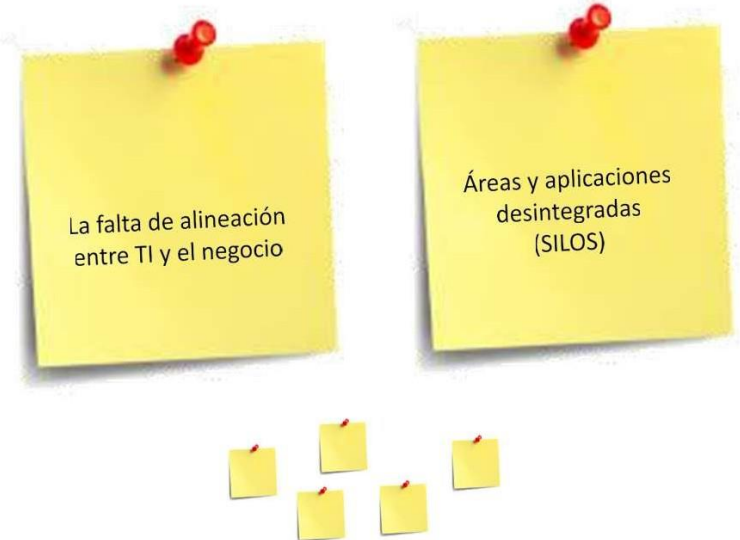 La falta de alineación
entre TI y el negocio
Áreas y aplicaciones
desintegradas
(SILOS)